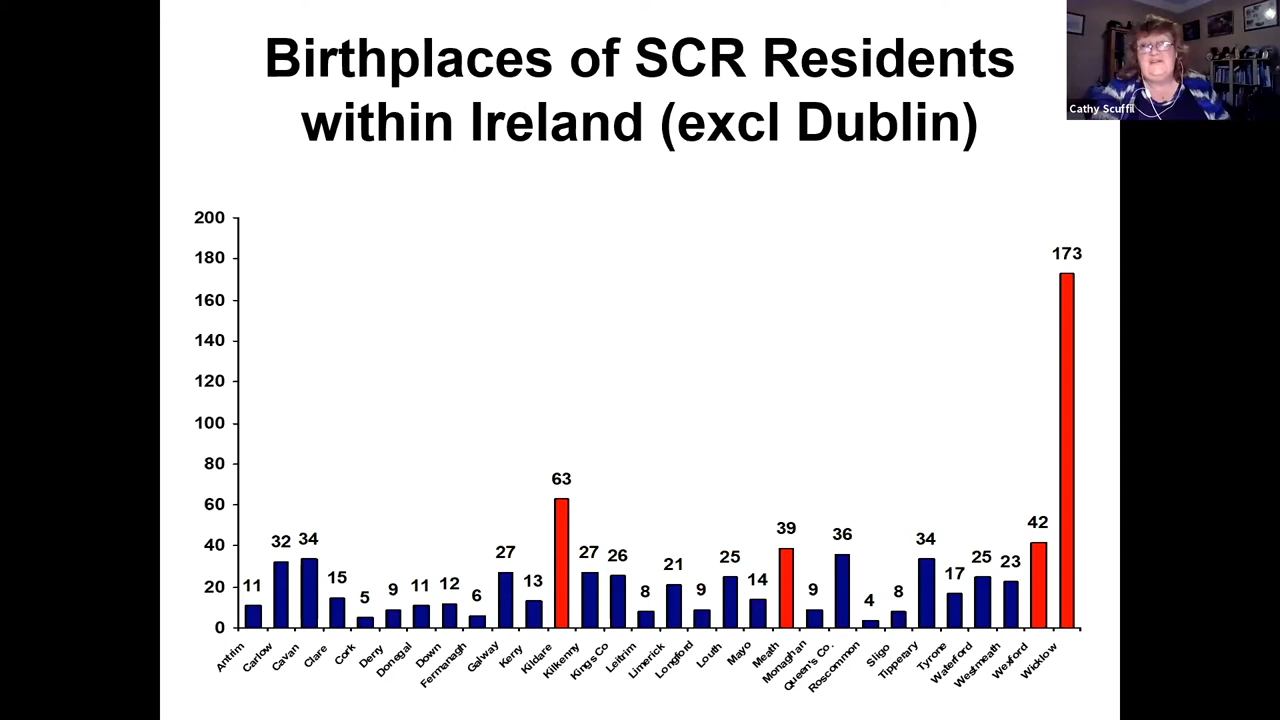 Birthplaces of SCR Residents
within Ireland (excl Dublin)
Cathy Scuffil
200
180
160
140
120
100
80
60
40
20
0
11
32
34
15
5
9
11
12
6
27
13
63
27
26
8
21
9
25
14
39
9
36
4
8
34
17
25
23
42
173
Antrim
Carlow
Cavan
Clare
Cork
Derry
Donegal
Down
Fermanagh
Galway
Kerry
Kildare
Kilkenny
Kings Co
Leitrim
Limerick
Longford
Louth
Mayo
Meath
Monaghan
Queen's Co.
Roscommon
Sligo
Tipperary
Tyrone
Waterford
Westmeath
Wexford
Wicklow